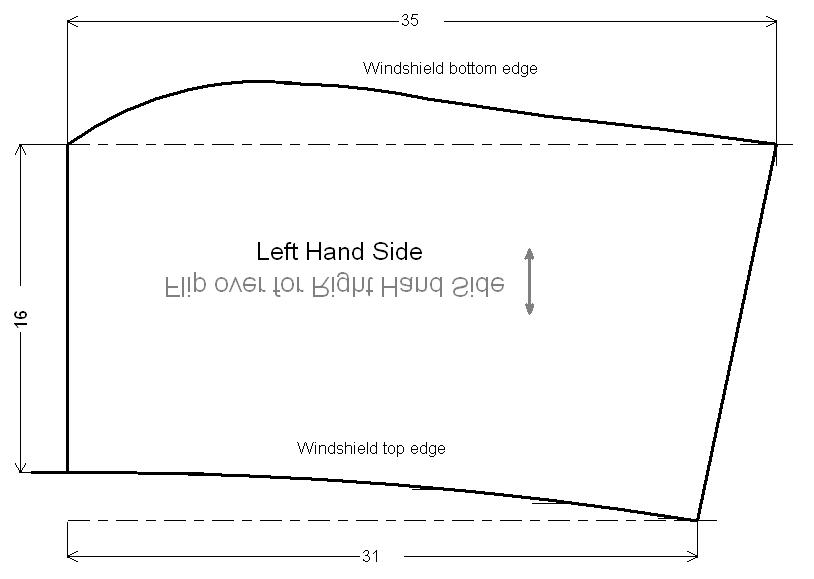 35
Windshield bottom edge
Left Hand Side
Flip over for Right Hand Side
16
Windshield top edge
31